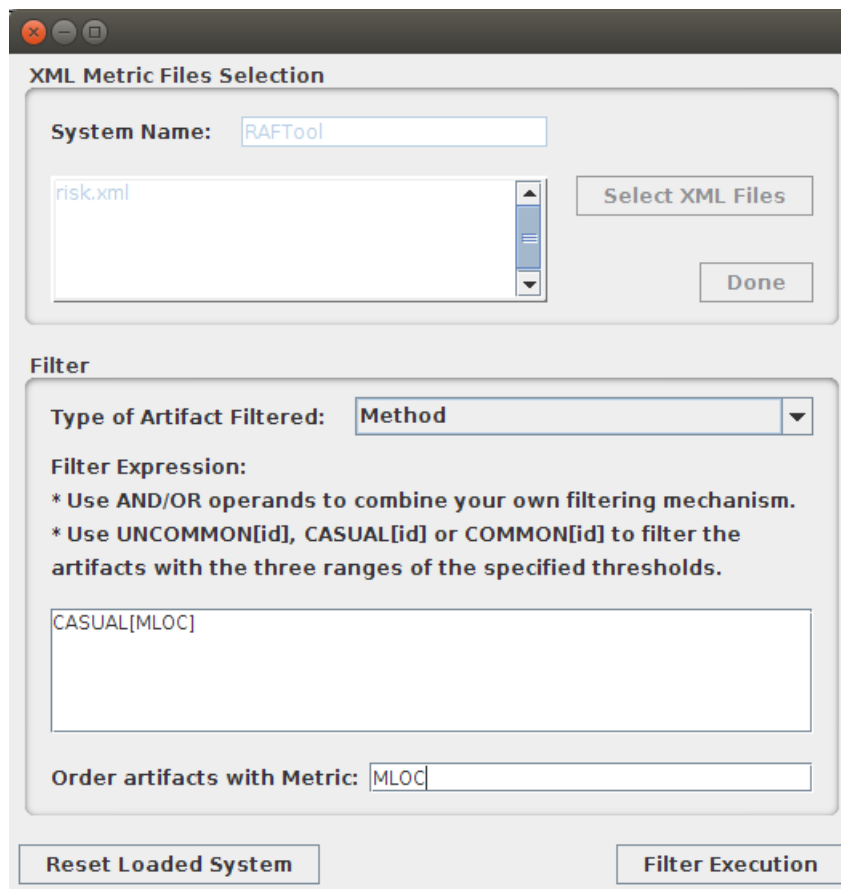 XML Metric Files Selection
System Name: RAFTool
risk.xml
Select XML Files
Done
Filter
Type of Artifact Filtered: Method
Filter Expression:
* Use AND/OR operands to combine your own filtering mechanism.
* Use UNCOMMON[id], CASUAL[id] or COMMON[id] to filter the
artifacts with the three ranges of the specified thresholds.
CASUAL[MLOC]
Order artifacts with Metric: MLOC
Reset Loaded System
Filter Execution